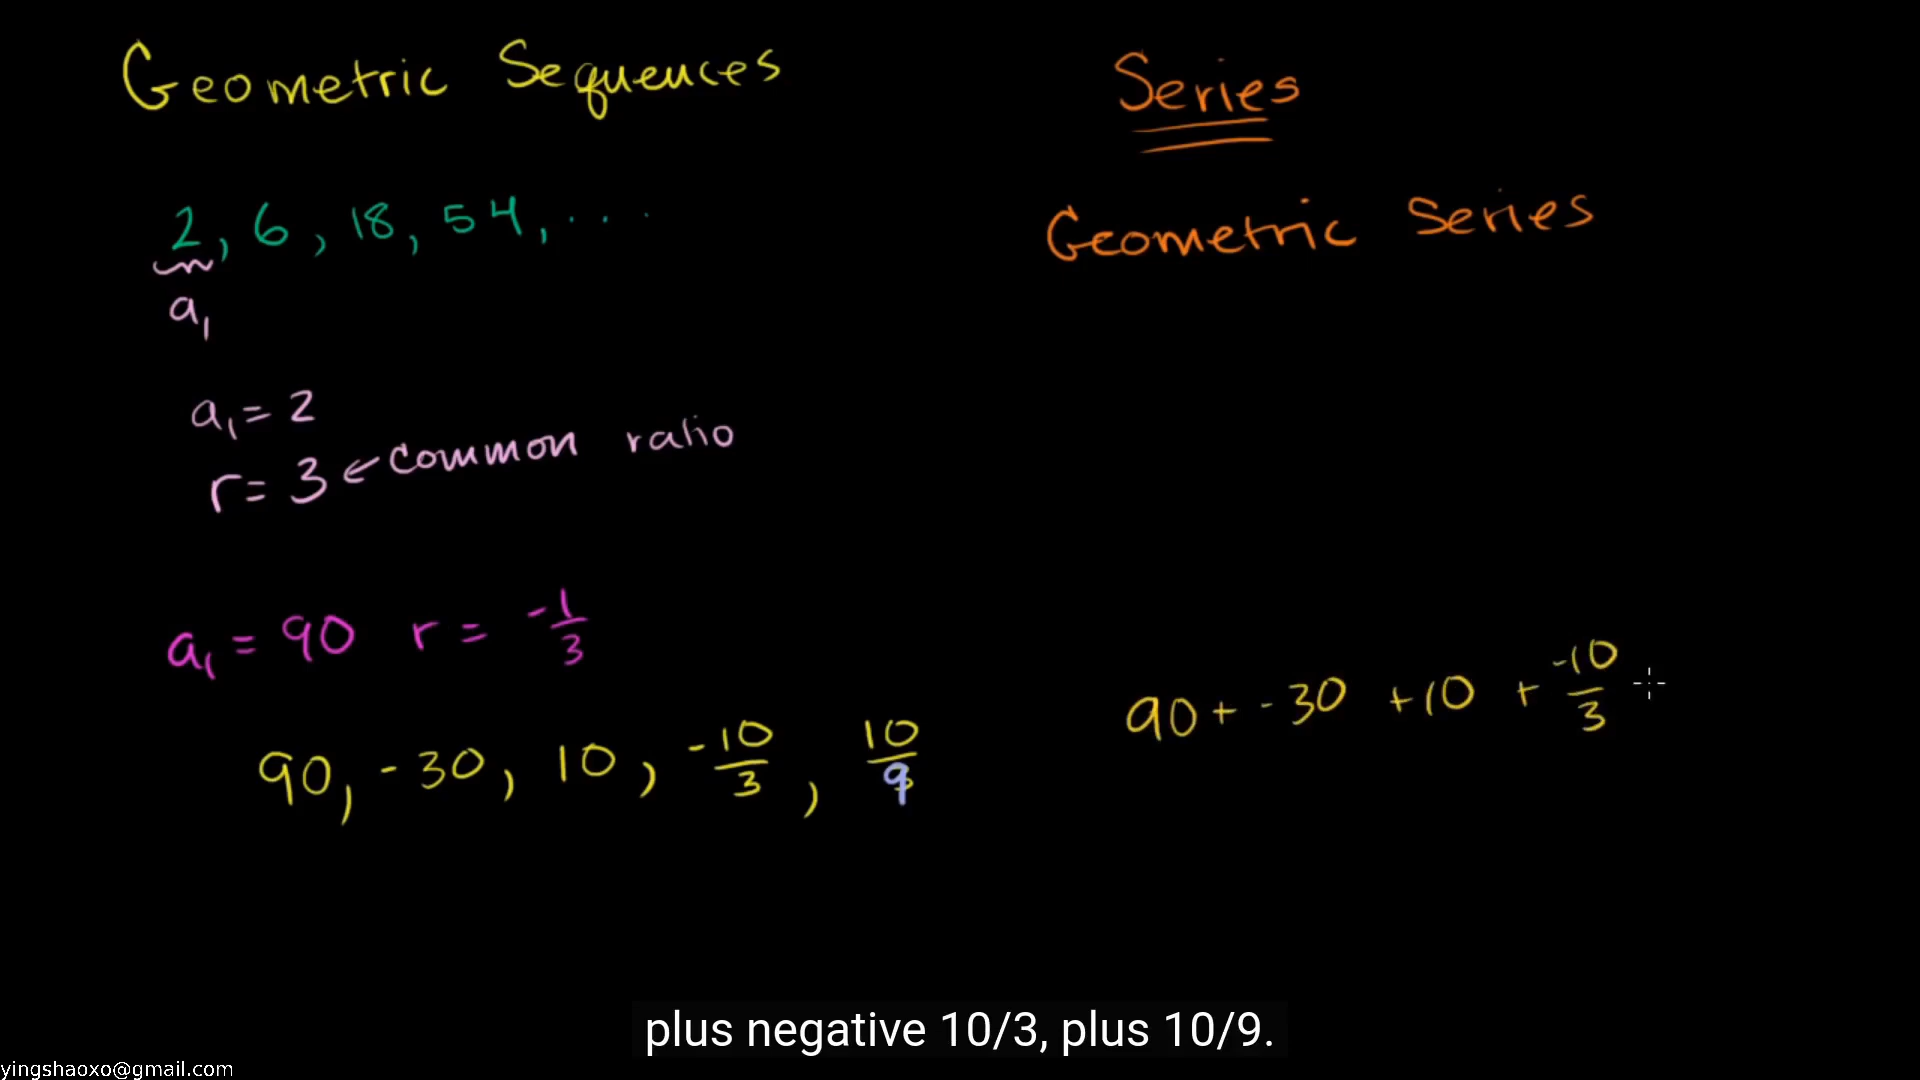 Geometric Sequences
Series
2, 6, 18, 54, ...
Geometric Series
a₁
a₁ = 2
r = 3 ← common ratio
a₁ = 90 r = -1/3
90 + -30 +10 + -10/3
90, -30, 10, -10/3, 10/9
plus negative 10/3, plus 10/9.
yingshaoxo@gmail.com